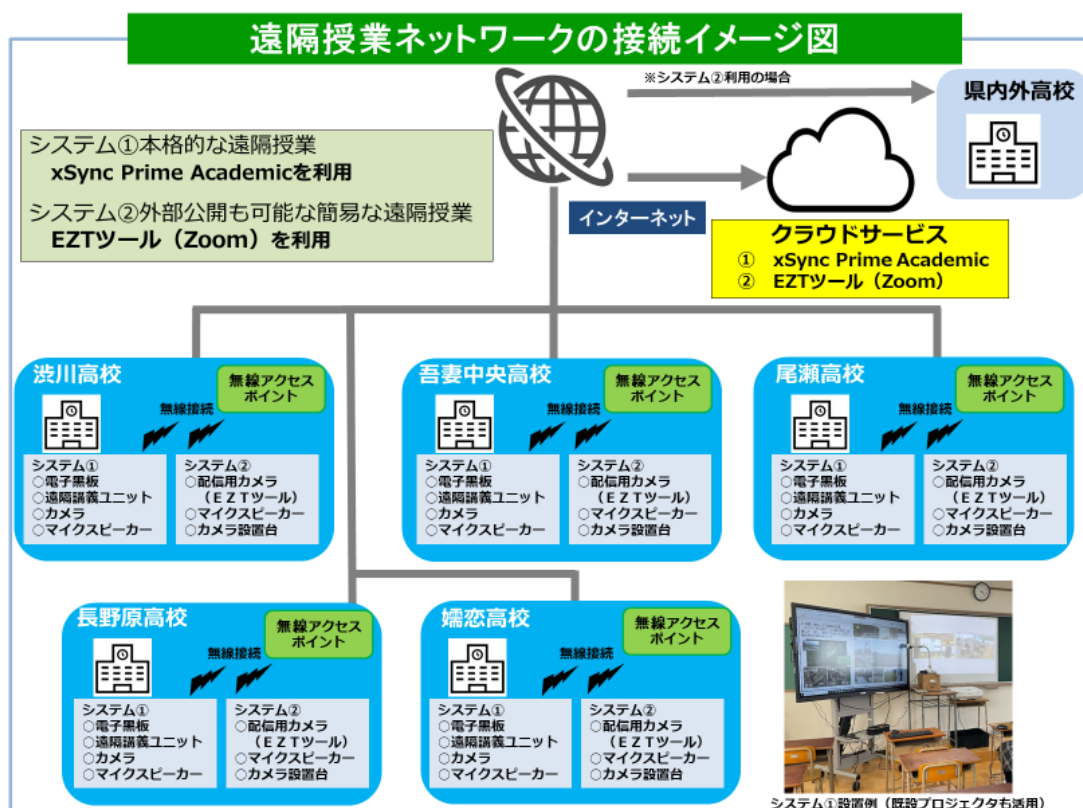 遠隔授業ネットワークの接続イメージ図
※システム②利用の場合
県内外高校
システム①本格的な遠隔授業
xSync Prime Academicを利用
システム②外部公開も可能な簡易な遠隔授業
EZTツール(Zoom)を利用
インターネット
クラウドサービス
① xSync Prime Academic
② EZTツール(Zoom)
渋川高校
無線アクセス
ポイント
無線接続
システム①
○電子黒板
○遠隔講義ユニット
○カメラ
○マイクスピーカー
システム②
○配信用カメラ
(EZTツール)
○マイクスピーカー
○カメラ設置台
吾妻中央高校
無線アクセス
ポイント
無線接続
システム①
○電子黒板
○遠隔講義ユニット
○カメラ
○マイクスピーカー
システム②
○配信用カメラ
(EZTツール)
○マイクスピーカー
○カメラ設置台
尾瀬高校
無線アクセス
ポイント
無線接続
システム①
○電子黒板
○遠隔講義ユニット
○カメラ
○マイクスピーカー
システム②
○配信用カメラ
(EZTツール)
○マイクスピーカー
○カメラ設置台
長野原高校
無線アクセス
ポイント
無線接続
システム①
○電子黒板
○遠隔講義ユニット
○カメラ
○マイクスピーカー
システム②
○配信用カメラ
(EZTツール)
○マイクスピーカー
○カメラ設置台
嬬恋高校
無線アクセス
ポイント
無線接続
システム①
○電子黒板
○遠隔講義ユニット
○カメラ
○マイクスピーカー
システム②
○配信用カメラ
(EZTツール)
○マイクスピーカー
○カメラ設置台
システム①設置例(既設プロジェクタも活用)